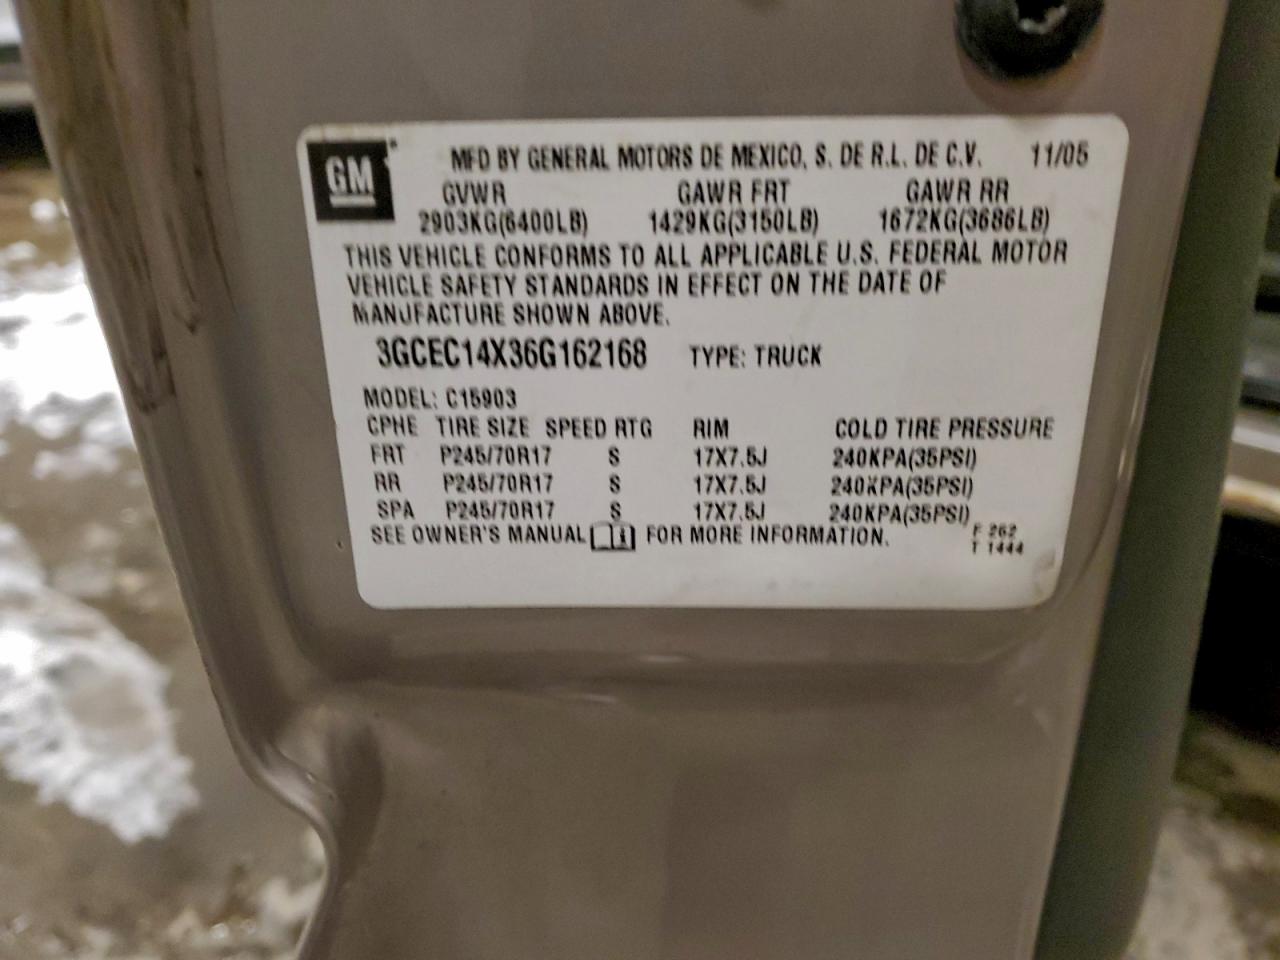 GM
MFD BY GENERAL MOTORS DE MEXICO, S. DE R.L. DE C.V. 11/05
GVWR GAWR FRT GAWR RR
2903KG(6400LB) 1429KG(3150LB) 1672KG(3686LB)
THIS VEHICLE CONFORMS TO ALL APPLICABLE U.S. FEDERAL MOTOR
VEHICLE SAFETY STANDARDS IN EFFECT ON THE DATE OF
MANUFACTURE SHOWN ABOVE.
3GCEC14X36G162168 TYPE: TRUCK
MODEL: C15903
CPHE TIRE SIZE SPEED RTG RIM COLD TIRE PRESSURE
FRT P245/70R17 S 17X7.5J 240KPA(35PSI)
RR P245/70R17 S 17X7.5J 240KPA(35PSI)
SPA P245/70R17 S 17X7.5J 240KPA(35PSI)
SEE OWNER'S MANUAL FOR MORE INFORMATION. F 262
T 1444